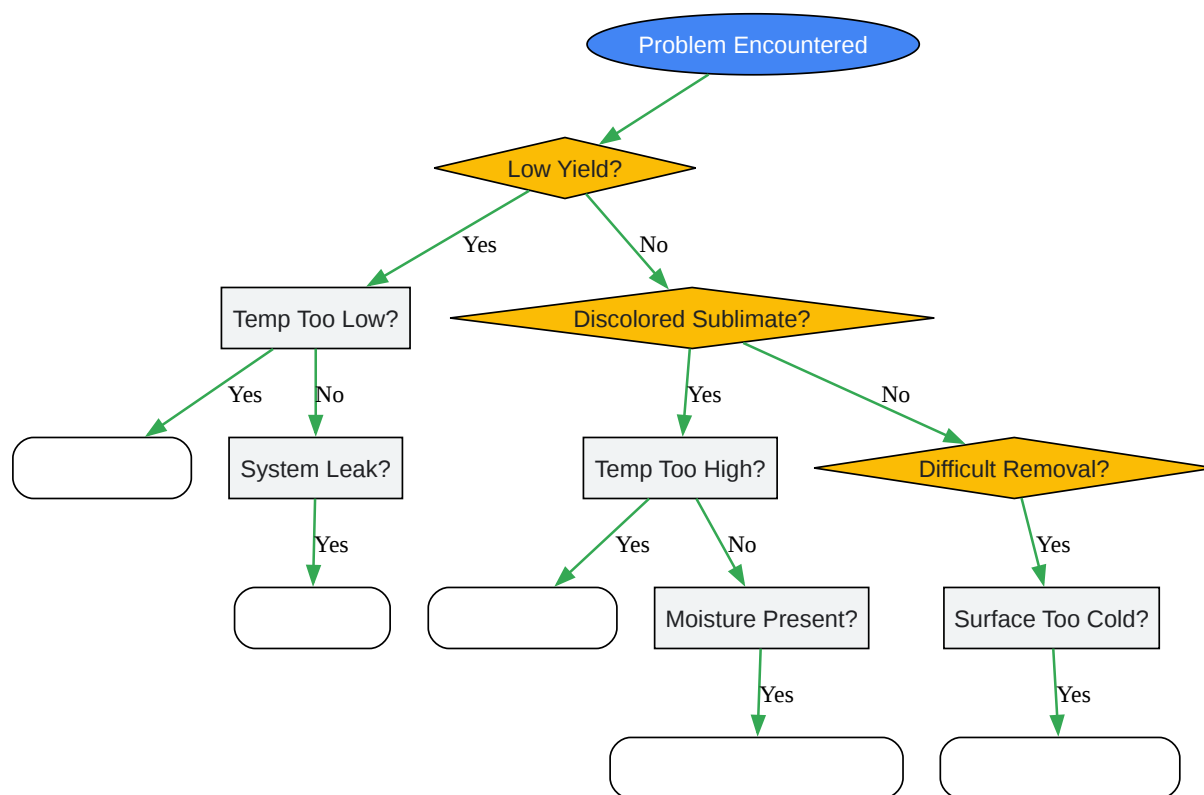 Problem Encountered
Low Yield?
Yes
No
Temp Too Low?
Discolored Sublimate?
Yes
No
Yes
No
System Leak?
Temp Too High?
Difficult Removal?
Yes
Yes
No
Yes
Moisture Present?
Surface Too Cold?
Yes
Yes